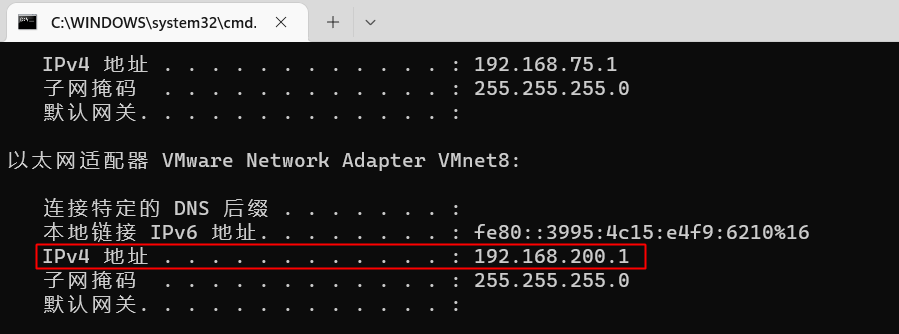 C:\WINDOWS\system32\cmd.
IPv4 地址 . . . . . . . . . . . . : 192.168.75.1
子网掩码 . . . . . . . . . . . . : 255.255.255.0
默认网关. . . . . . . . . . . . . :
以太网适配器 VMware Network Adapter VMnet8:
连接特定的 DNS 后缀 . . . . . . . :
本地链接 IPv6 地址. . . . . . . . : fe80::3995:4c15:e4f9:6210%16
IPv4 地址 . . . . . . . . . . . . : 192.168.200.1
子网掩码 . . . . . . . . . . . . : 255.255.255.0
默认网关. . . . . . . . . . . . . :